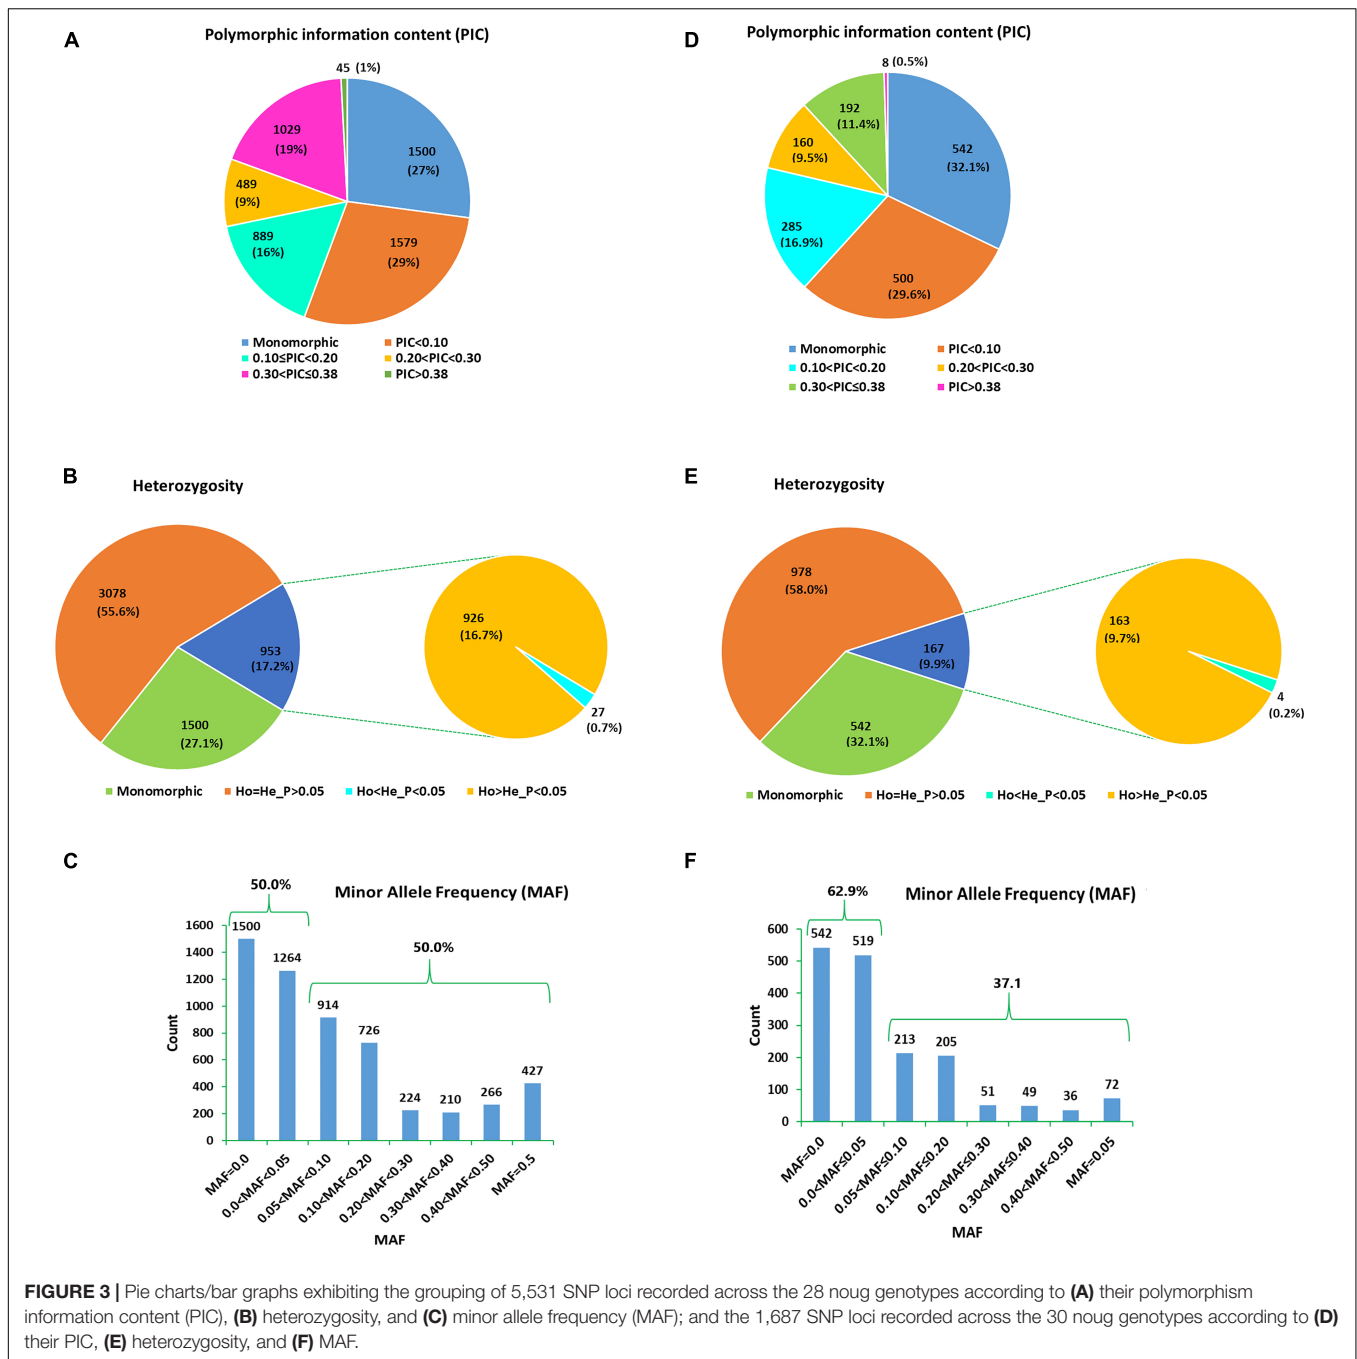 A
Polymorphic information content (PIC)
45 (1%)
1029
(19%)
1500
(27%)
489
(9%)
889
(16%)
1579
(29%)
Monomorphic
PIC<0.10
0.10≤PIC<0.20
0.20<PIC<0.30
0.30<PIC≤0.38
PIC>0.38
D
Polymorphic information content (PIC)
8 (0.5%)
192
(11.4%)
542
(32.1%)
160
(9.5%)
285
(16.9%)
500
(29.6%)
Monomorphic
PIC<0.10
0.10<PIC<0.20
0.20<PIC<0.30
0.30<PIC≤0.38
PIC>0.38
B
Heterozygosity
3078
(55.6%)
953
(17.2%)
1500
(27.1%)
926
(16.7%)
27
(0.7%)
Monomorphic
Ho=He_P>0.05
Ho<He_P<0.05
Ho>He_P<0.05
E
Heterozygosity
978
(58.0%)
167
(9.9%)
542
(32.1%)
163
(9.7%)
4
(0.2%)
Monomorphic
Ho=He_P>0.05
Ho<He_P<0.05
Ho>He_P<0.05
C
Minor Allele Frequency (MAF)
50.0%
50.0%
1600
1400
1200
1000
800
600
400
200
0
Count
1500
1264
914
726
224
210
266
427
MAF=0.0
0.0<MAF<0.05
0.05<MAF<0.10
0.10<MAF<0.20
0.20<MAF<0.30
0.30<MAF<0.40
0.40<MAF<0.50
MAF=0.5
MAF
F
Minor Allele Frequency (MAF)
62.9%
37.1
600
500
400
300
200
100
0
Count
542
519
213
205
51
49
36
72
MAF=0.0
0.0<MAF≤0.05
0.05<MAF≤0.10
0.10<MAF≤0.20
0.20<MAF≤0.30
0.30<MAF≤0.40
0.40<MAF<0.50
MAF=0.05
MAF
FIGURE 3 | Pie charts/bar graphs exhibiting the grouping of 5,531 SNP loci recorded across the 28 noug genotypes according to (A) their polymorphism
information content (PIC), (B) heterozygosity, and (C) minor allele frequency (MAF); and the 1,687 SNP loci recorded across the 30 noug genotypes according to (D)
their PIC, (E) heterozygosity, and (F) MAF.